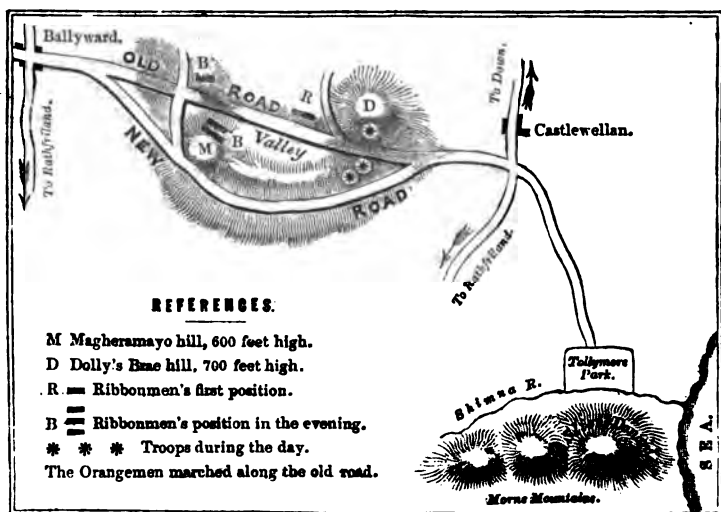 Ballyward.
OLD
ROAD
B
R
D
To Down.
Castlewellan.
To Rathfriland.
NEW
M
B
Valley
ROAD
To Rathfriland.
REFERENCES.
M Magheramayo hill, 600 feet high.
D Dolly's Brae hill, 700 feet high.
R Ribbonmen's first position.
B Ribbonmen's position in the evening.
* * * Troops during the day.
The Orangemen marched along the old road.
Tollymore
Park.
Shimna R.
SEA.
Morne Mountains.